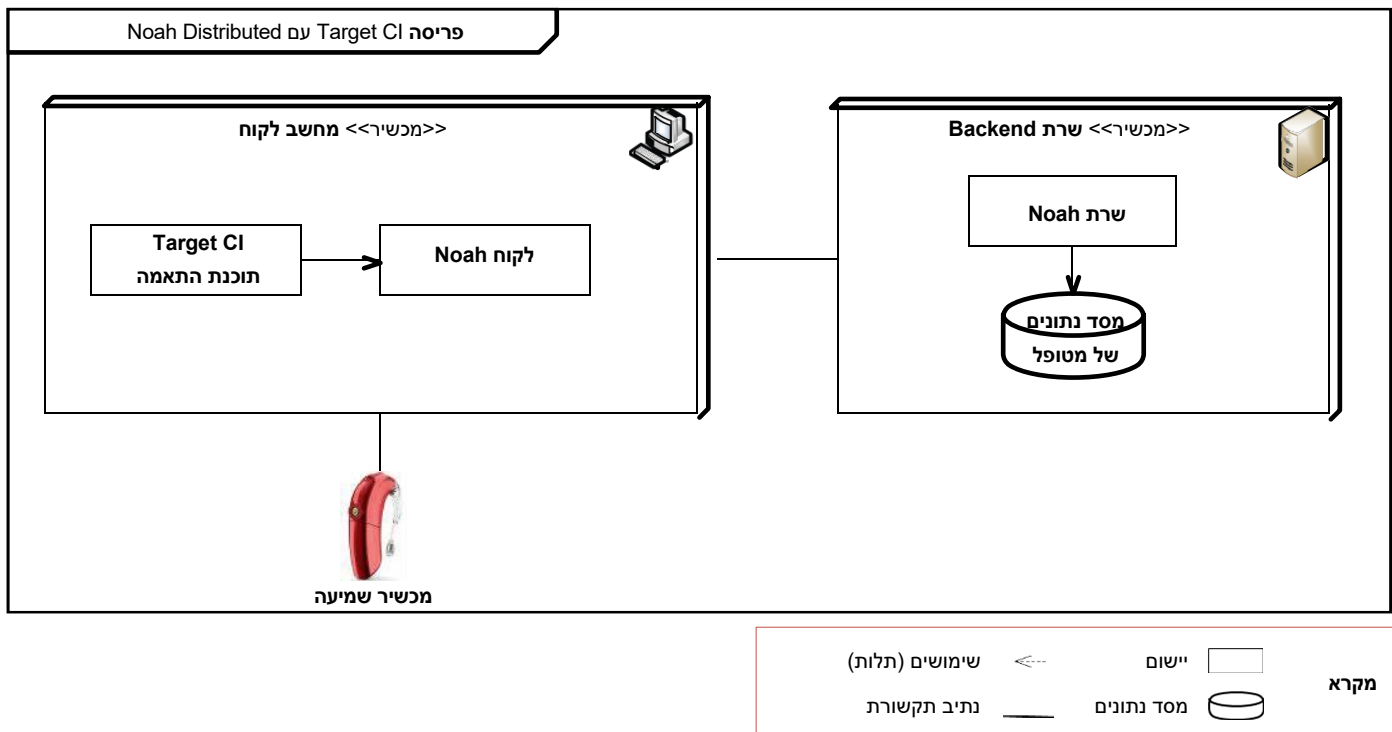 פריסה Target CI עם Noah Distributed
<<מכשיר>> מחשב לקוח
<<מכשיר>> שרת Backend
Target CI
תוכנת התאמה
לקוח Noah
שרת Noah
מסד נתונים
של מטופל
מכשיר שמיעה
מקרא
יישום
שימושים (תלות)
מסד נתונים
נתיב תקשורת